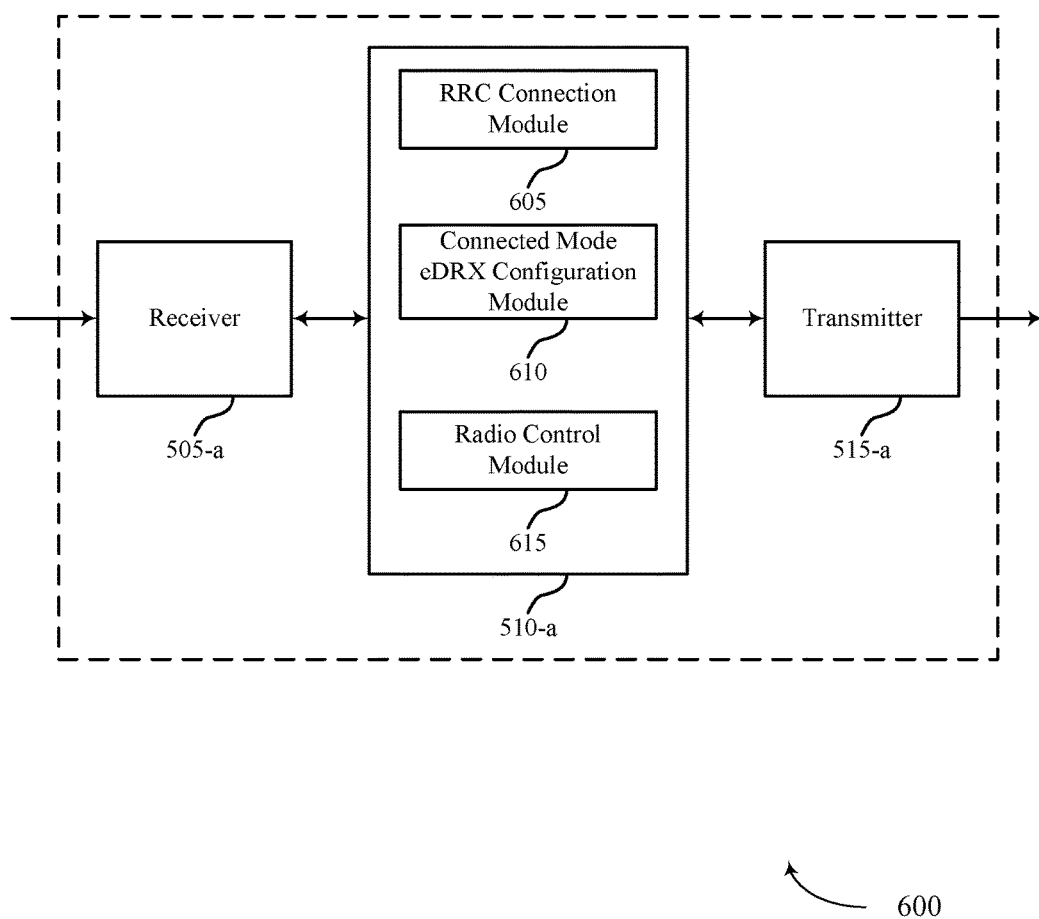 RRC Connection
Module
605
Connected Mode
eDRX Configuration
Module
610
Receiver
Transmitter
505-a
515-a
Radio Control
Module
615
510-a
600